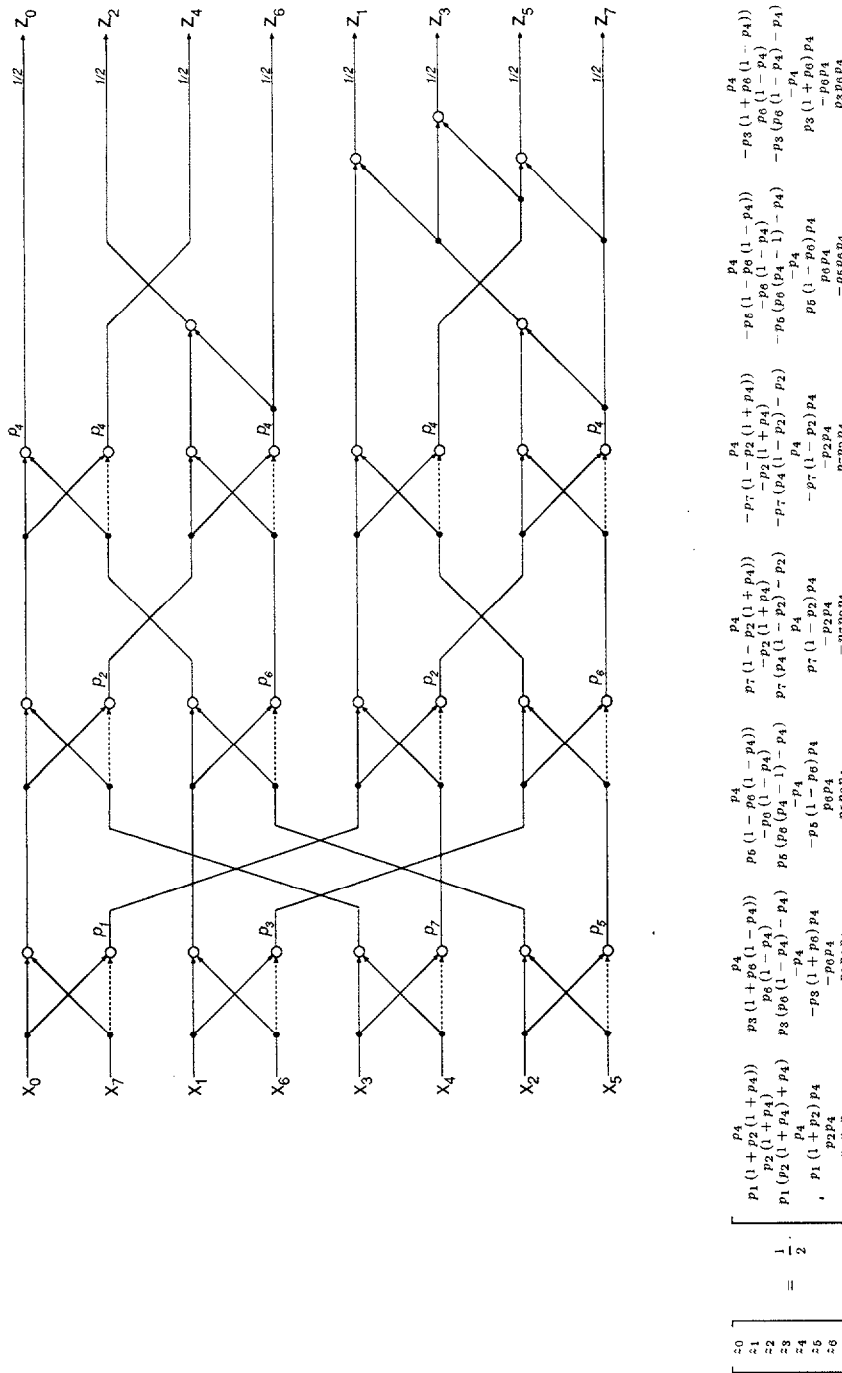 X₀ p₄ 1/2 Z₀
X₇ p₁ p₂ p₄ 1/2 Z₂
X₁ 1/2 Z₄
X₆ p₃ p₆ p₄ 1/2 Z₆
X₃ 1/2 Z₁
X₄ p₇ p₂ p₄ 1/2 Z₃
X₂ 1/2 Z₅
X₅ p₅ p₆ p₄ 1/2 Z₇
z0 p4 p4 p4 p4 p4 p4 p4
z1 p1 (1 + p2 (1 + p4)) p3 (1 + p6 (1 − p4)) p5 (1 − p6 (1 − p4)) p7 (1 − p2 (1 + p4)) −p7 (1 − p2 (1 + p4)) −p5 (1 − p6 (1 − p4)) −p3 (1 + p6 (1 − p4))
z2 p2 (1 + p4) p6 (1 − p4) −p6 (1 − p4) −p2 (1 + p4) −p2 (1 + p4) −p6 (1 − p4) p6 (1 − p4)
z3 = 1/2 · p1 (p2 (1 + p4) + p4) p3 (p6 (1 − p4) − p4) p5 (p6 (p4 − 1) − p4) p7 (p4 (1 − p2) − p2) −p7 (p4 (1 − p2) − p2) −p5 (p6 (p4 − 1) − p4) −p3 (p6 (1 − p4) − p4)
z4 p4 −p4 −p4 p4 p4 −p4 −p4
z5 p1 (1 + p2) p4 −p3 (1 + p6) p4 −p5 (1 − p6) p4 p7 (1 − p2) p4 −p7 (1 − p2) p4 p5 (1 − p6) p4 p3 (1 + p6) p4
z6 p2p4 −p6p4 p6p4 −p2p4 −p2p4 p6p4 −p6p4